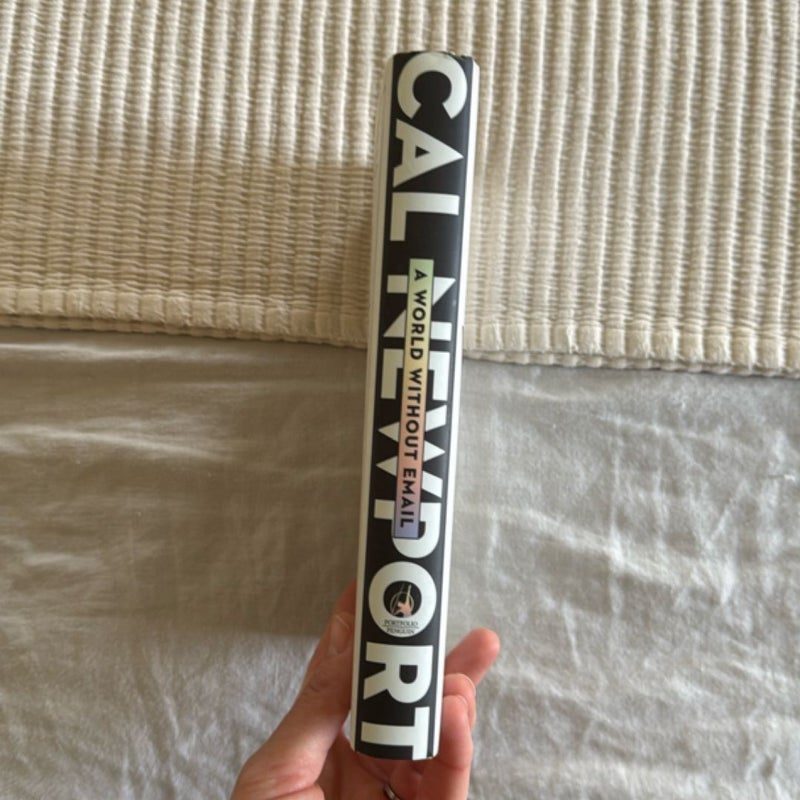 CAL NEWPORT
A WORLD WITHOUT EMAIL
PORTFOLIO
PENGUIN